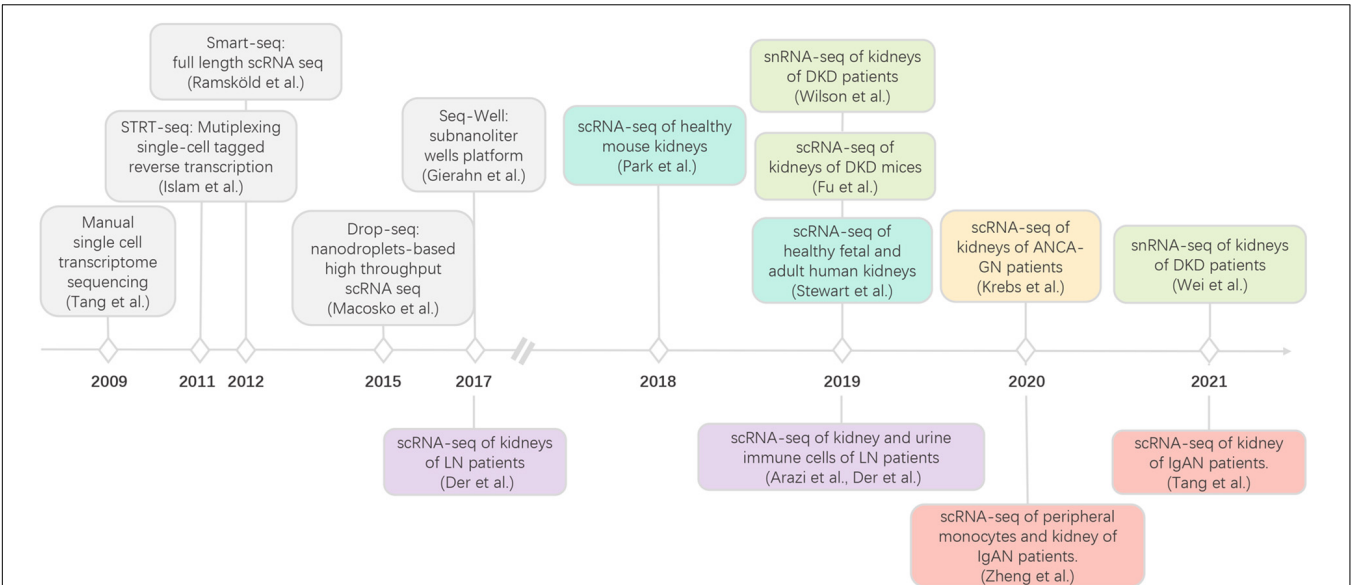 Smart-seq:
full length scRNA seq
(Ramsköld et al.)
STRT-seq: Mutiplexing
single-cell tagged
reverse transcription
(Islam et al.)
Manual
single cell
transcriptome
sequencing
(Tang et al.)
Drop-seq:
nanodroplets-based
high throughput
scRNA seq
(Macosko et al.)
Seq-Well:
subnanoliter
wells platform
(Gierahn et al.)
scRNA-seq of healthy
mouse kidneys
(Park et al.)
snRNA-seq of kidneys
of DKD patients
(Wilson et al.)
scRNA-seq of
kidneys of DKD mices
(Fu et al.)
scRNA-seq of
healthy fetal and
adult human kidneys
(Stewart et al.)
scRNA-seq of
kidneys of ANCA-
GN patients
(Krebs et al.)
snRNA-seq of kidneys
of DKD patients
(Wei et al.)
2009 2011 2012 2015 2017 2018 2019 2020 2021
scRNA-seq of kidneys
of LN patients
(Der et al.)
scRNA-seq of kidney and urine
immune cells of LN patients
(Arazi et al., Der et al.)
scRNA-seq of peripheral
monocytes and kidney of
IgAN patients.
(Zheng et al.)
scRNA-seq of kidney
of IgAN patients.
(Tang et al.)